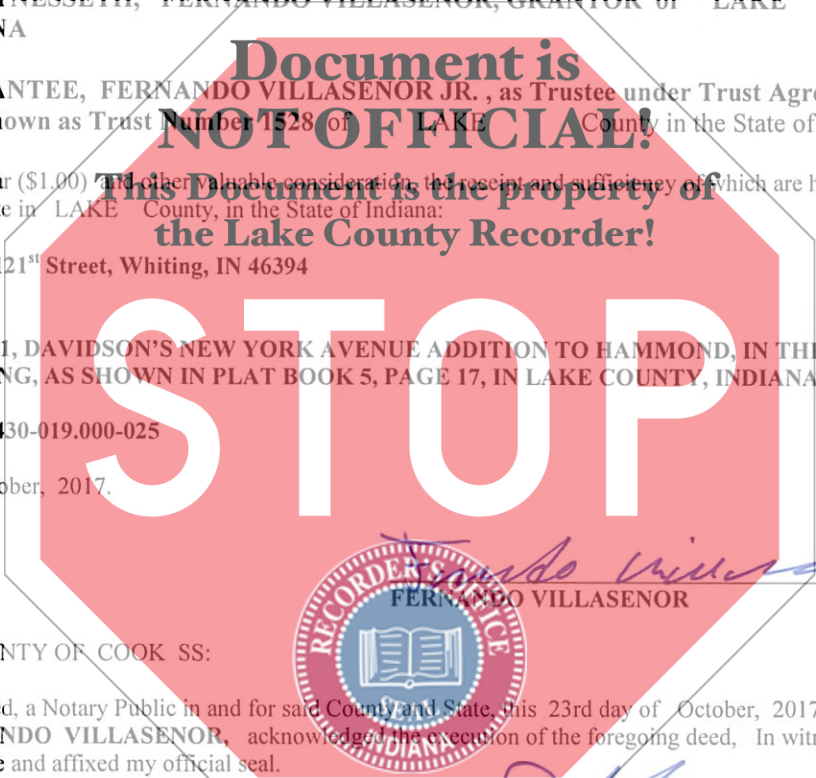 NESSETH, FERNANDO VILLASENOR, GRANTOR of LAKE
NA
Document is
ANTEE, FERNANDO VILLASENOR JR. , as Trustee under Trust Agre
NOT OFFICIAL!
own as Trust Number 1528 of LAKE County in the State of
r ($1.00) and other valuable consideration, the receipt and sufficiency of which are h
This Document is the property of
e in LAKE County, in the State of Indiana:
the Lake County Recorder!
121st Street, Whiting, IN 46394
STOP
1, DAVIDSON'S NEW YORK AVENUE ADDITION TO HAMMOND, IN THE
NG, AS SHOWN IN PLAT BOOK 5, PAGE 17, IN LAKE COUNTY, INDIANA
430-019.000-025
ober, 2017.
Fernando Villase
FERNANDO VILLASENOR
RECORDER'S OFFICE
SEAL
INDIANA
NTY OF COOK SS:
d, a Notary Public in and for said County and State, this 23rd day of October, 2017
NDO VILLASENOR, acknowledged the execution of the foregoing deed, In witn
e and affixed my official seal.